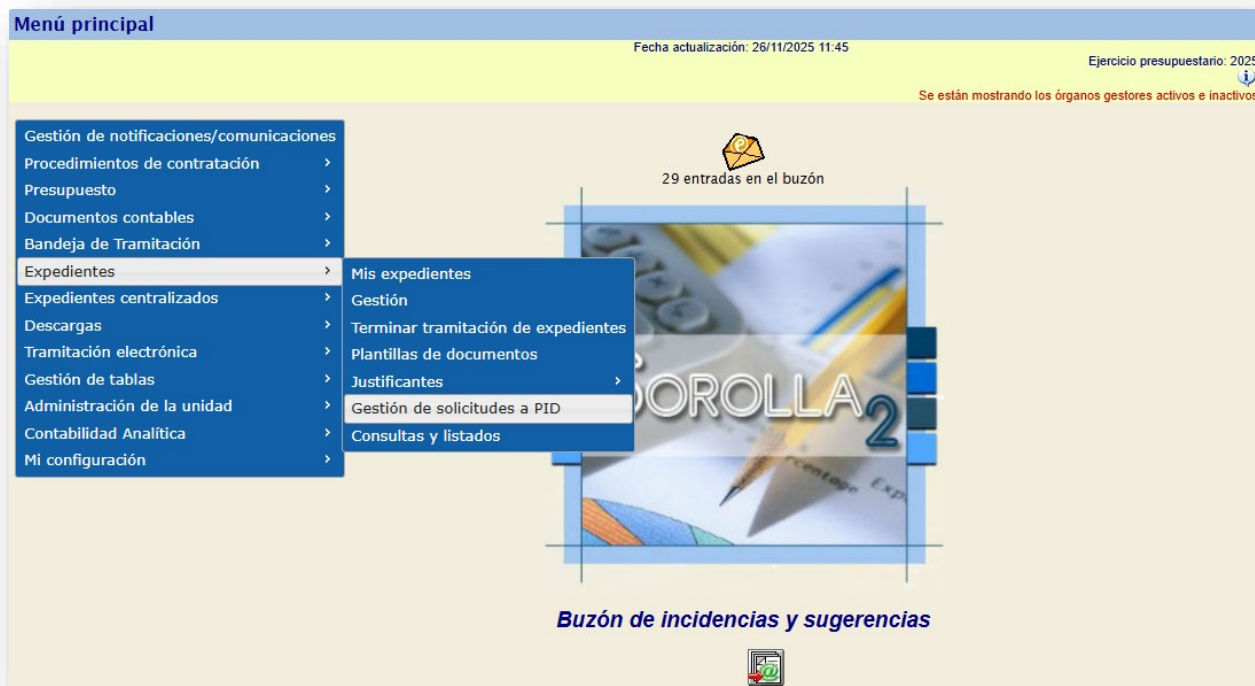 Menú principal
Fecha actualización: 26/11/2025 11:45
Ejercicio presupuestario: 2025
Se están mostrando los órganos gestores activos e inactivos
Gestión de notificaciones/comunicaciones
Procedimientos de contratación
Presupuesto
Documentos contables
Bandeja de Tramitación
Expedientes
Expedientes centralizados
Descargas
Tramitación electrónica
Gestión de tablas
Administración de la unidad
Contabilidad Analítica
Mi configuración
Mis expedientes
Gestión
Terminar tramitación de expedientes
Plantillas de documentos
Justificantes
Gestión de solicitudes a PID
Consultas y listados
29 entradas en el buzón
SOROLLA2
Buzón de incidencias y sugerencias